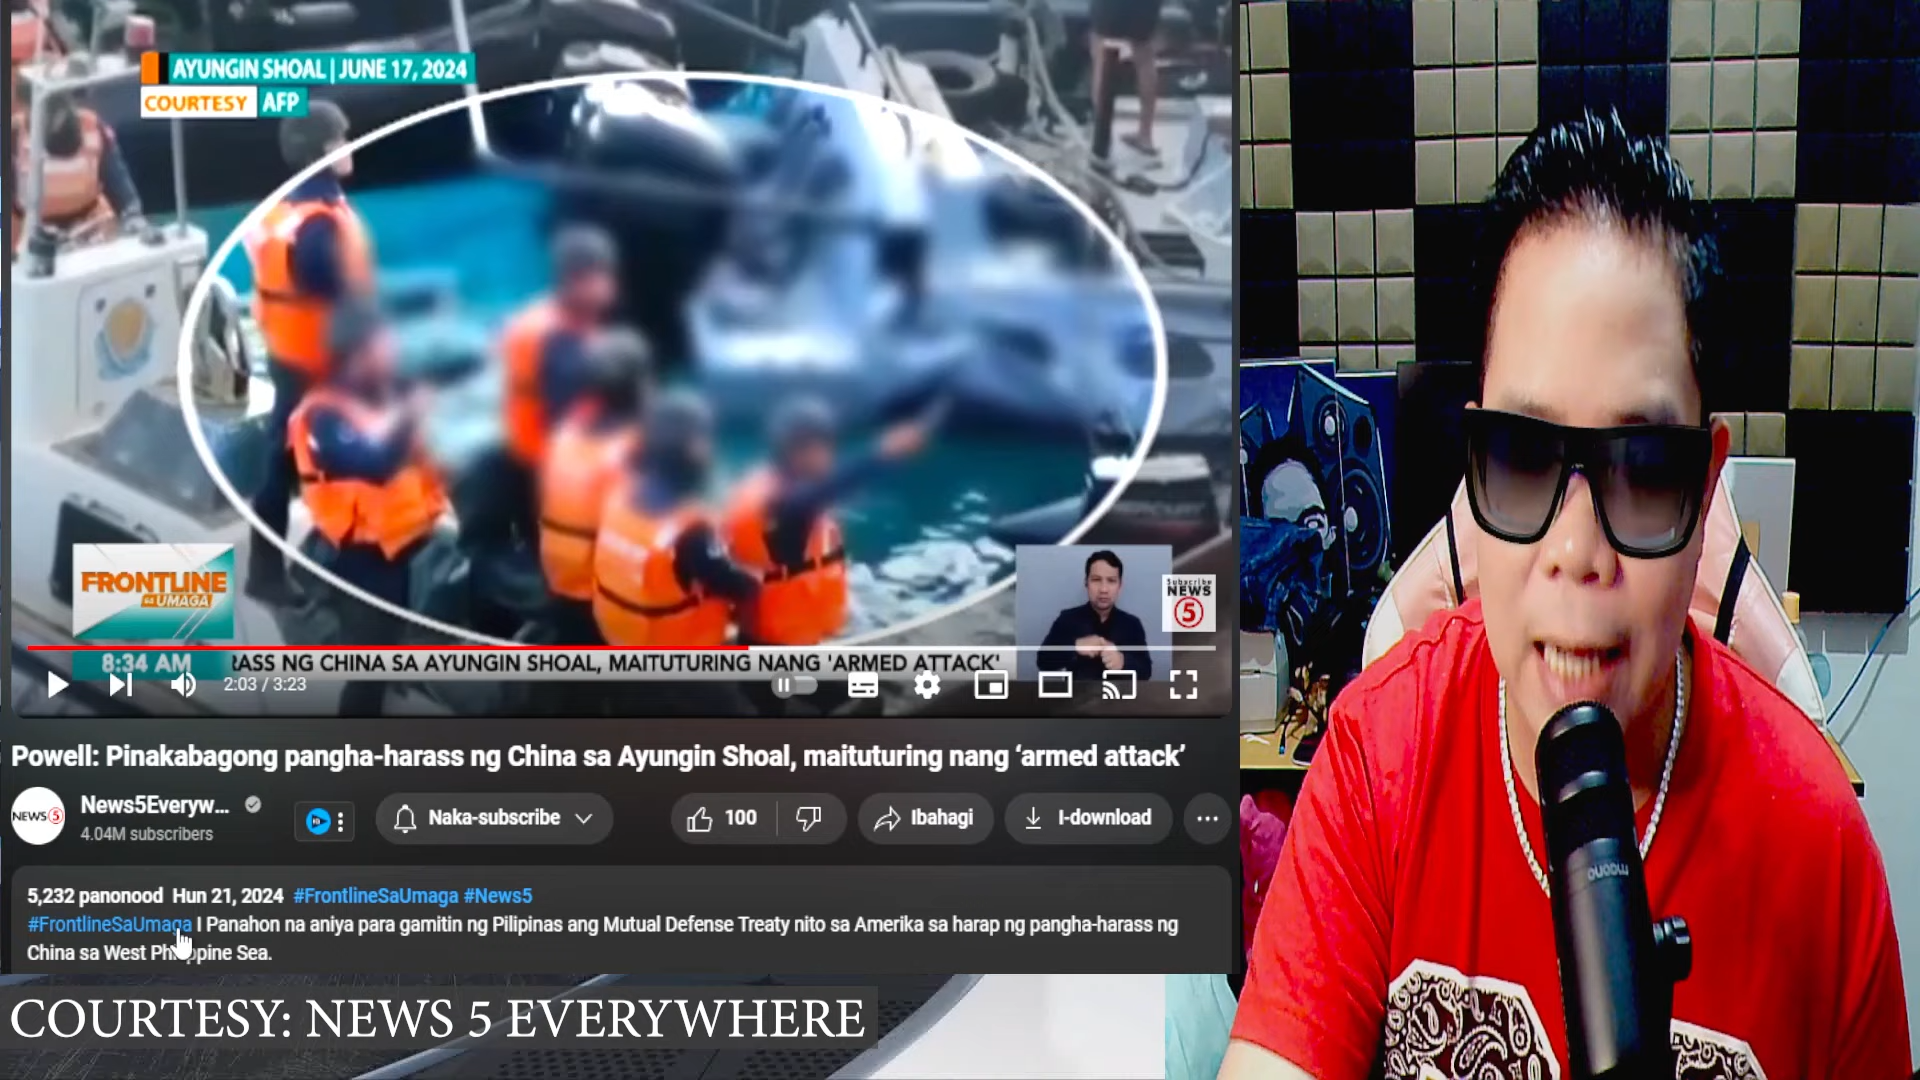 AYUNGIN SHOAL | JUNE 17, 2024
COURTESY AFP
FRONTLINE
sa UMAGA
Subscribe
NEWS
5
8:34 AM
RASS NG CHINA SA AYUNGIN SHOAL, MAITUTURING NANG 'ARMED ATTACK'
2:03 / 3:23
Powell: Pinakabagong pangha-harass ng China sa Ayungin Shoal, maituturing nang ‘armed attack’
NEWS 5
News5Everyw...
4.04M subscribers
Naka-subscribe
100
Ibahagi
I-download
5,232 panonood Hun 21, 2024 #FrontlineSaUmaga #News5
#FrontlineSaUmaga I Panahon na aniya para gamitin ng Pilipinas ang Mutual Defense Treaty nito sa Amerika sa harap ng pangha-harass ng
China sa West Philippine Sea.
COURTESY: NEWS 5 EVERYWHERE
maono